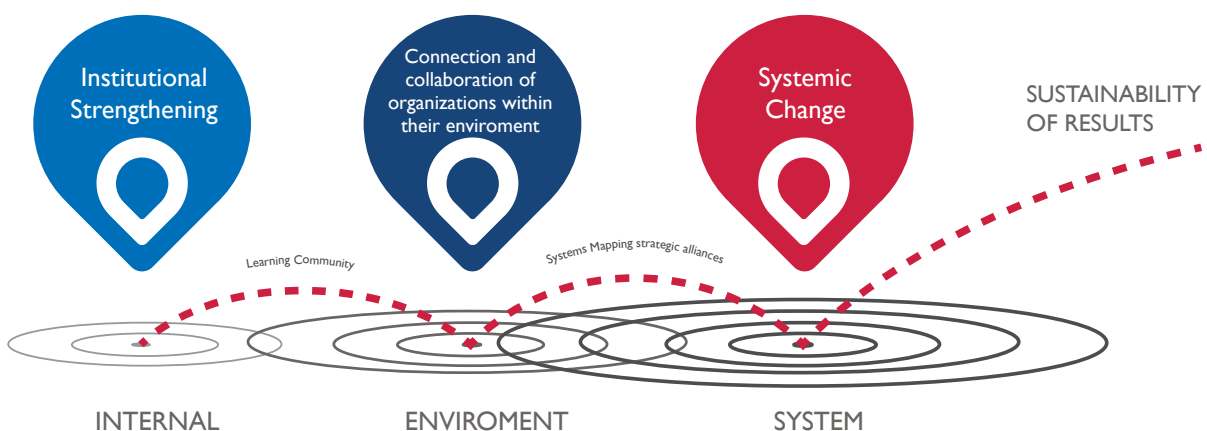 Institutional
Strengthening
Connection and
collaboration of
organizations within
their enviroment
Systemic
Change
SUSTAINABILITY
OF RESULTS
Learning Community
Systems Mapping strategic alliances
INTERNAL
ENVIROMENT
SYSTEM